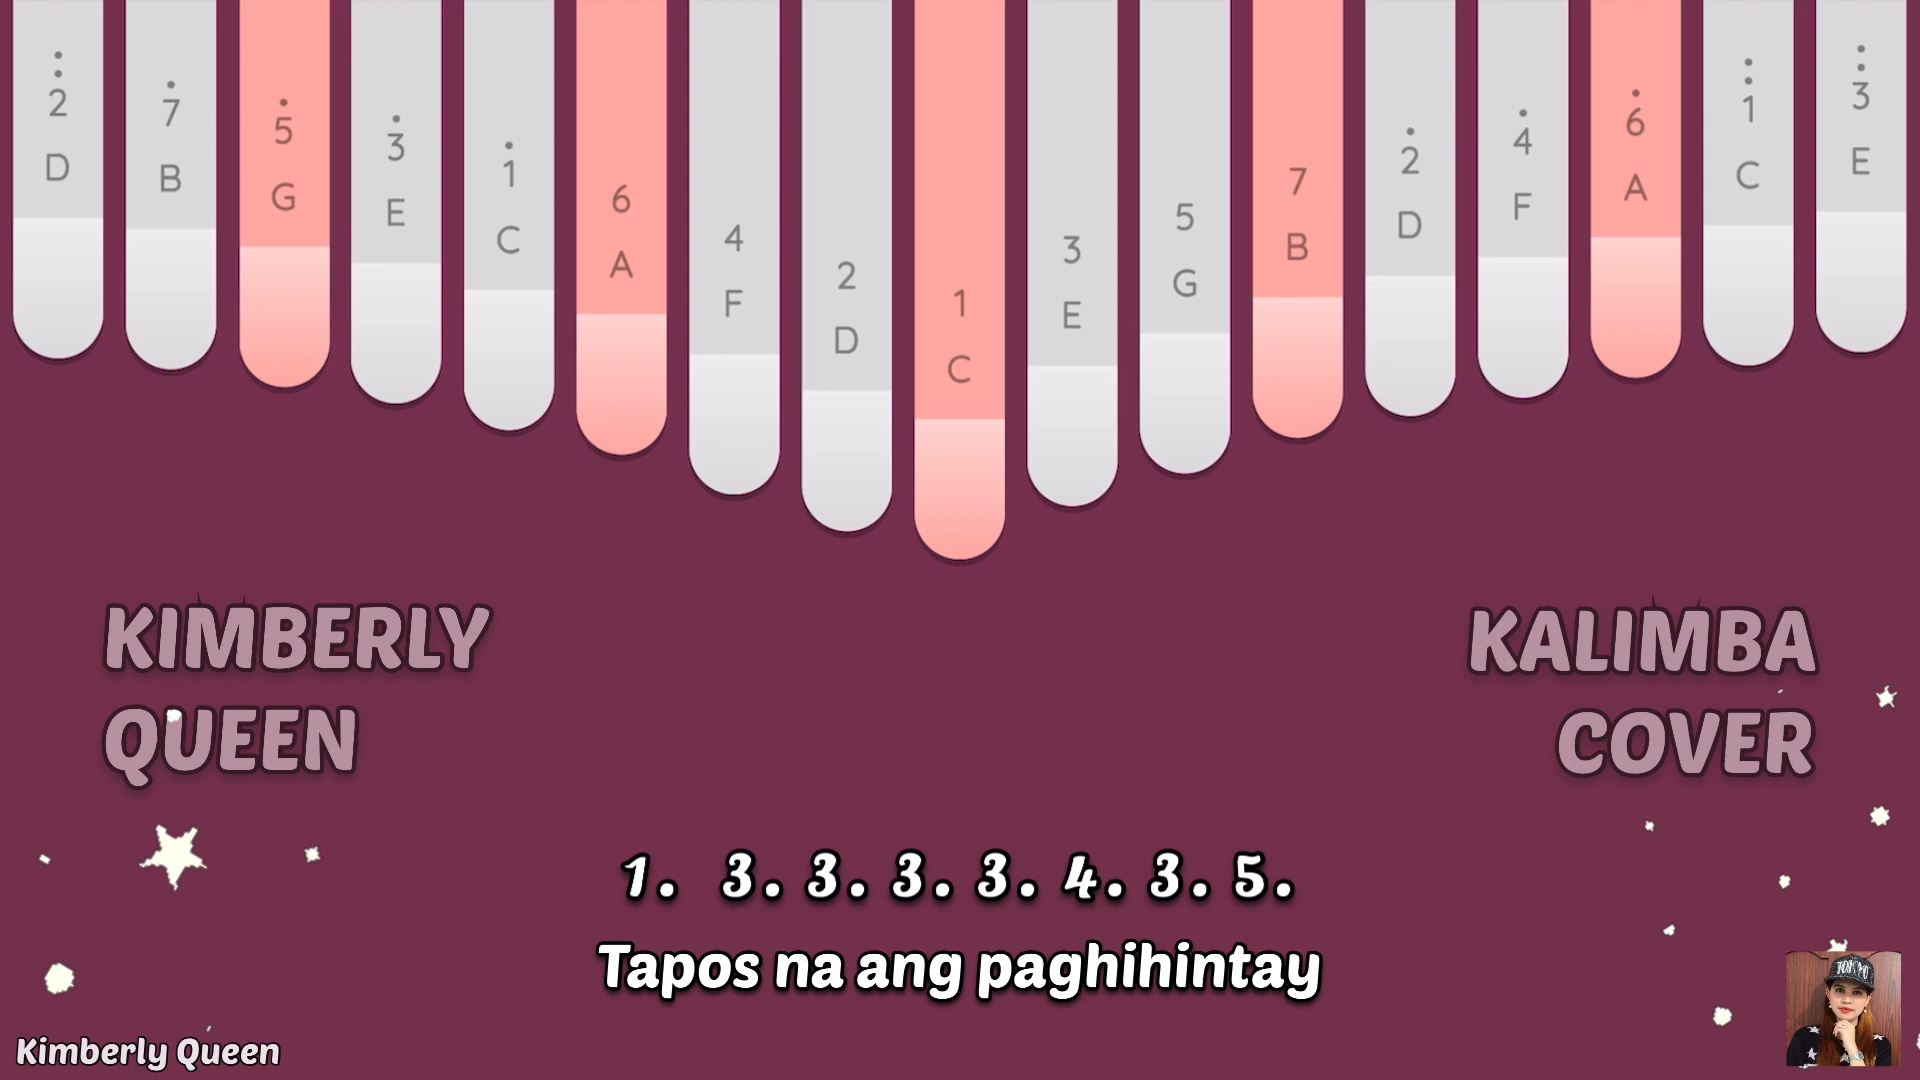 2 7 5 3 1 6 4 2 1 3 5 7 2 4 6 1 3
D B G E C A F D C E G B D F A C E
KIMBERLY
QUEEN
KALIMBA
COVER
1. 3. 3. 3. 3. 4. 3. 5.
Tapos na ang paghihintay
Kimberly Queen
TOKYO